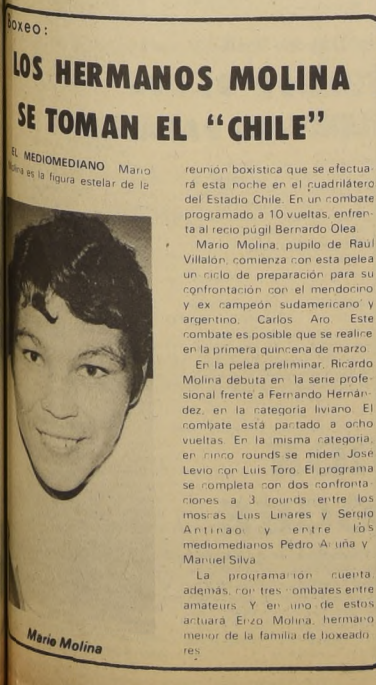 Boxeo:
LOS HERMANOS MOLINA
SE TOMAN EL "CHILE"
EL MEDIOMEDIANO Mario
Molina es la figura estelar de la
reunión boxística que se efectua-
rá esta noche en el cuadrilátero
del Estadio Chile. En un combate
programado a 10 vueltas, enfren-
ta al recio púgil Bernardo Olea.
Mario Molina, pupilo de Raúl
Villalón, comienza con esta pelea
un ciclo de preparación para su
confrontación con el mendocino
y ex campeón sudamericano y
argentino, Carlos Aro. Este
combate es posible que se realice
en la primera quincena de marzo.
En la pelea preliminar, Ricardo
Molina debuta en la serie profe-
sional frente a Fernando Hernán-
dez, en la categoría liviano. El
combate está pactado a ocho
vueltas. En la misma categoría,
en cinco rounds se miden José
Levio con Luis Toro. El programa
se completa con dos confronta-
ciones a 3 rounds entre los
moscas Luis Linares y Sergio
Antinao y entre los
mediomedianos Pedro Acuña y
Manuel Silva.
La programación cuenta
además, con tres combates entre
amateurs. Y en uno de estos
actuará Enzo Molina, hermano
menor de la familia de boxeado-
res
Mario Molina